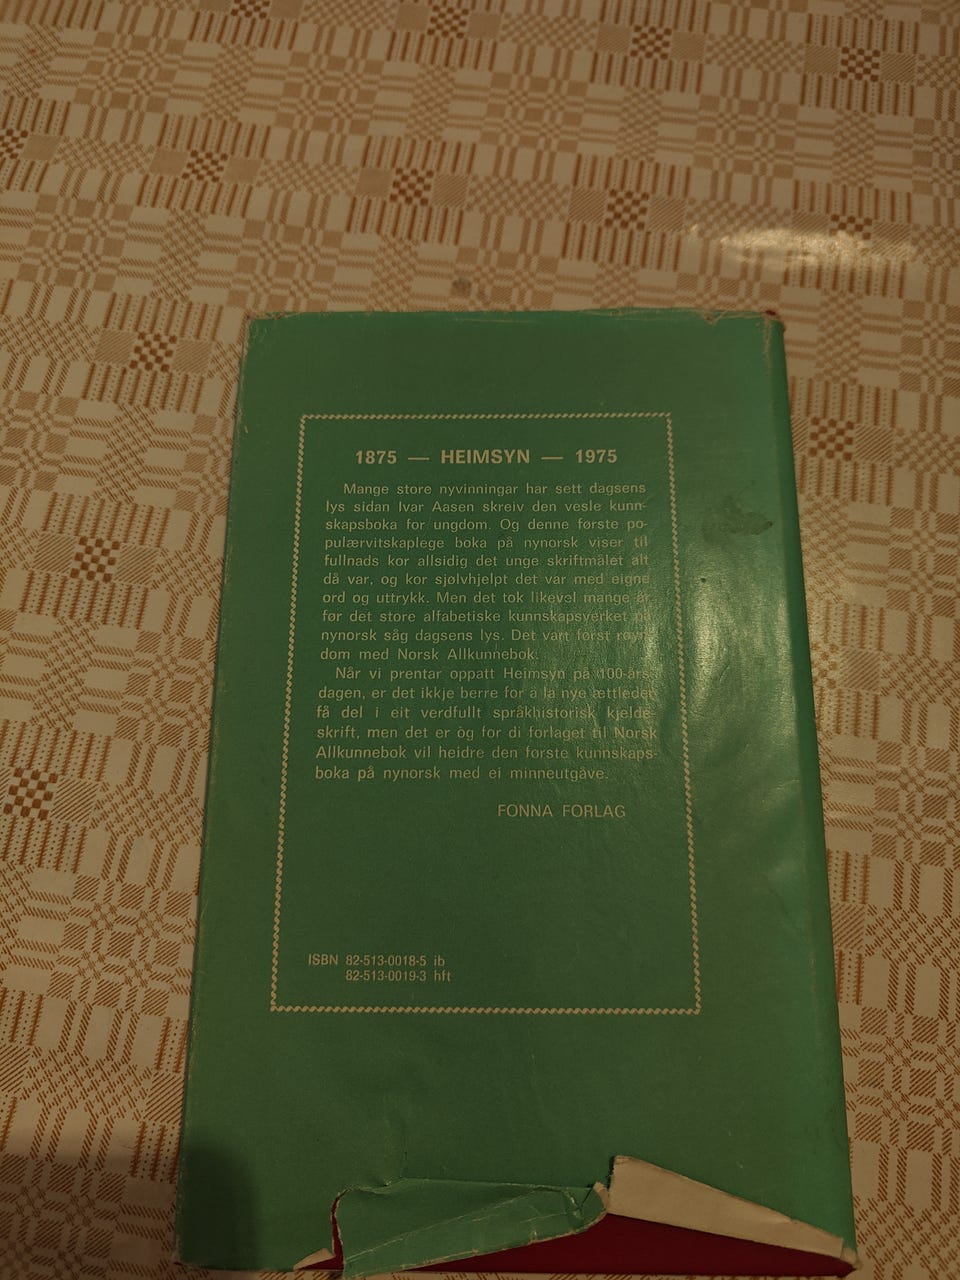 1875 — HEIMSYN — 1975
Mange store nyvinningar har sett dagsens
lys sidan Ivar Aasen skreiv den vesle kunn-
skapsboka for ungdom. Og denne første po-
pulærvitskaplege boka på nynorsk viser til
fullnads kor allsidig det unge skriftmålet alt
då var, og kor sjølvhjelpt det var med eigne
ord og uttrykk. Men det tok likevel mange år
før det store alfabetiske kunnskapsverket på
nynorsk såg dagsens lys. Det vart først røyn-
dom med Norsk Allkunnebok.
Når vi prentar oppatt Heimsyn på 100-års-
dagen, er det ikkje berre for å la nye ættleder
få del i eit verdfullt språkhistorisk kjelde-
skrift, men det er òg for di forlaget til Norsk
Allkunnebok vil heidre den første kunnskaps-
boka på nynorsk med ei minneutgåve.
FONNA FORLAG
ISBN 82-513-0018-5 ib
82-513-0019-3 hft